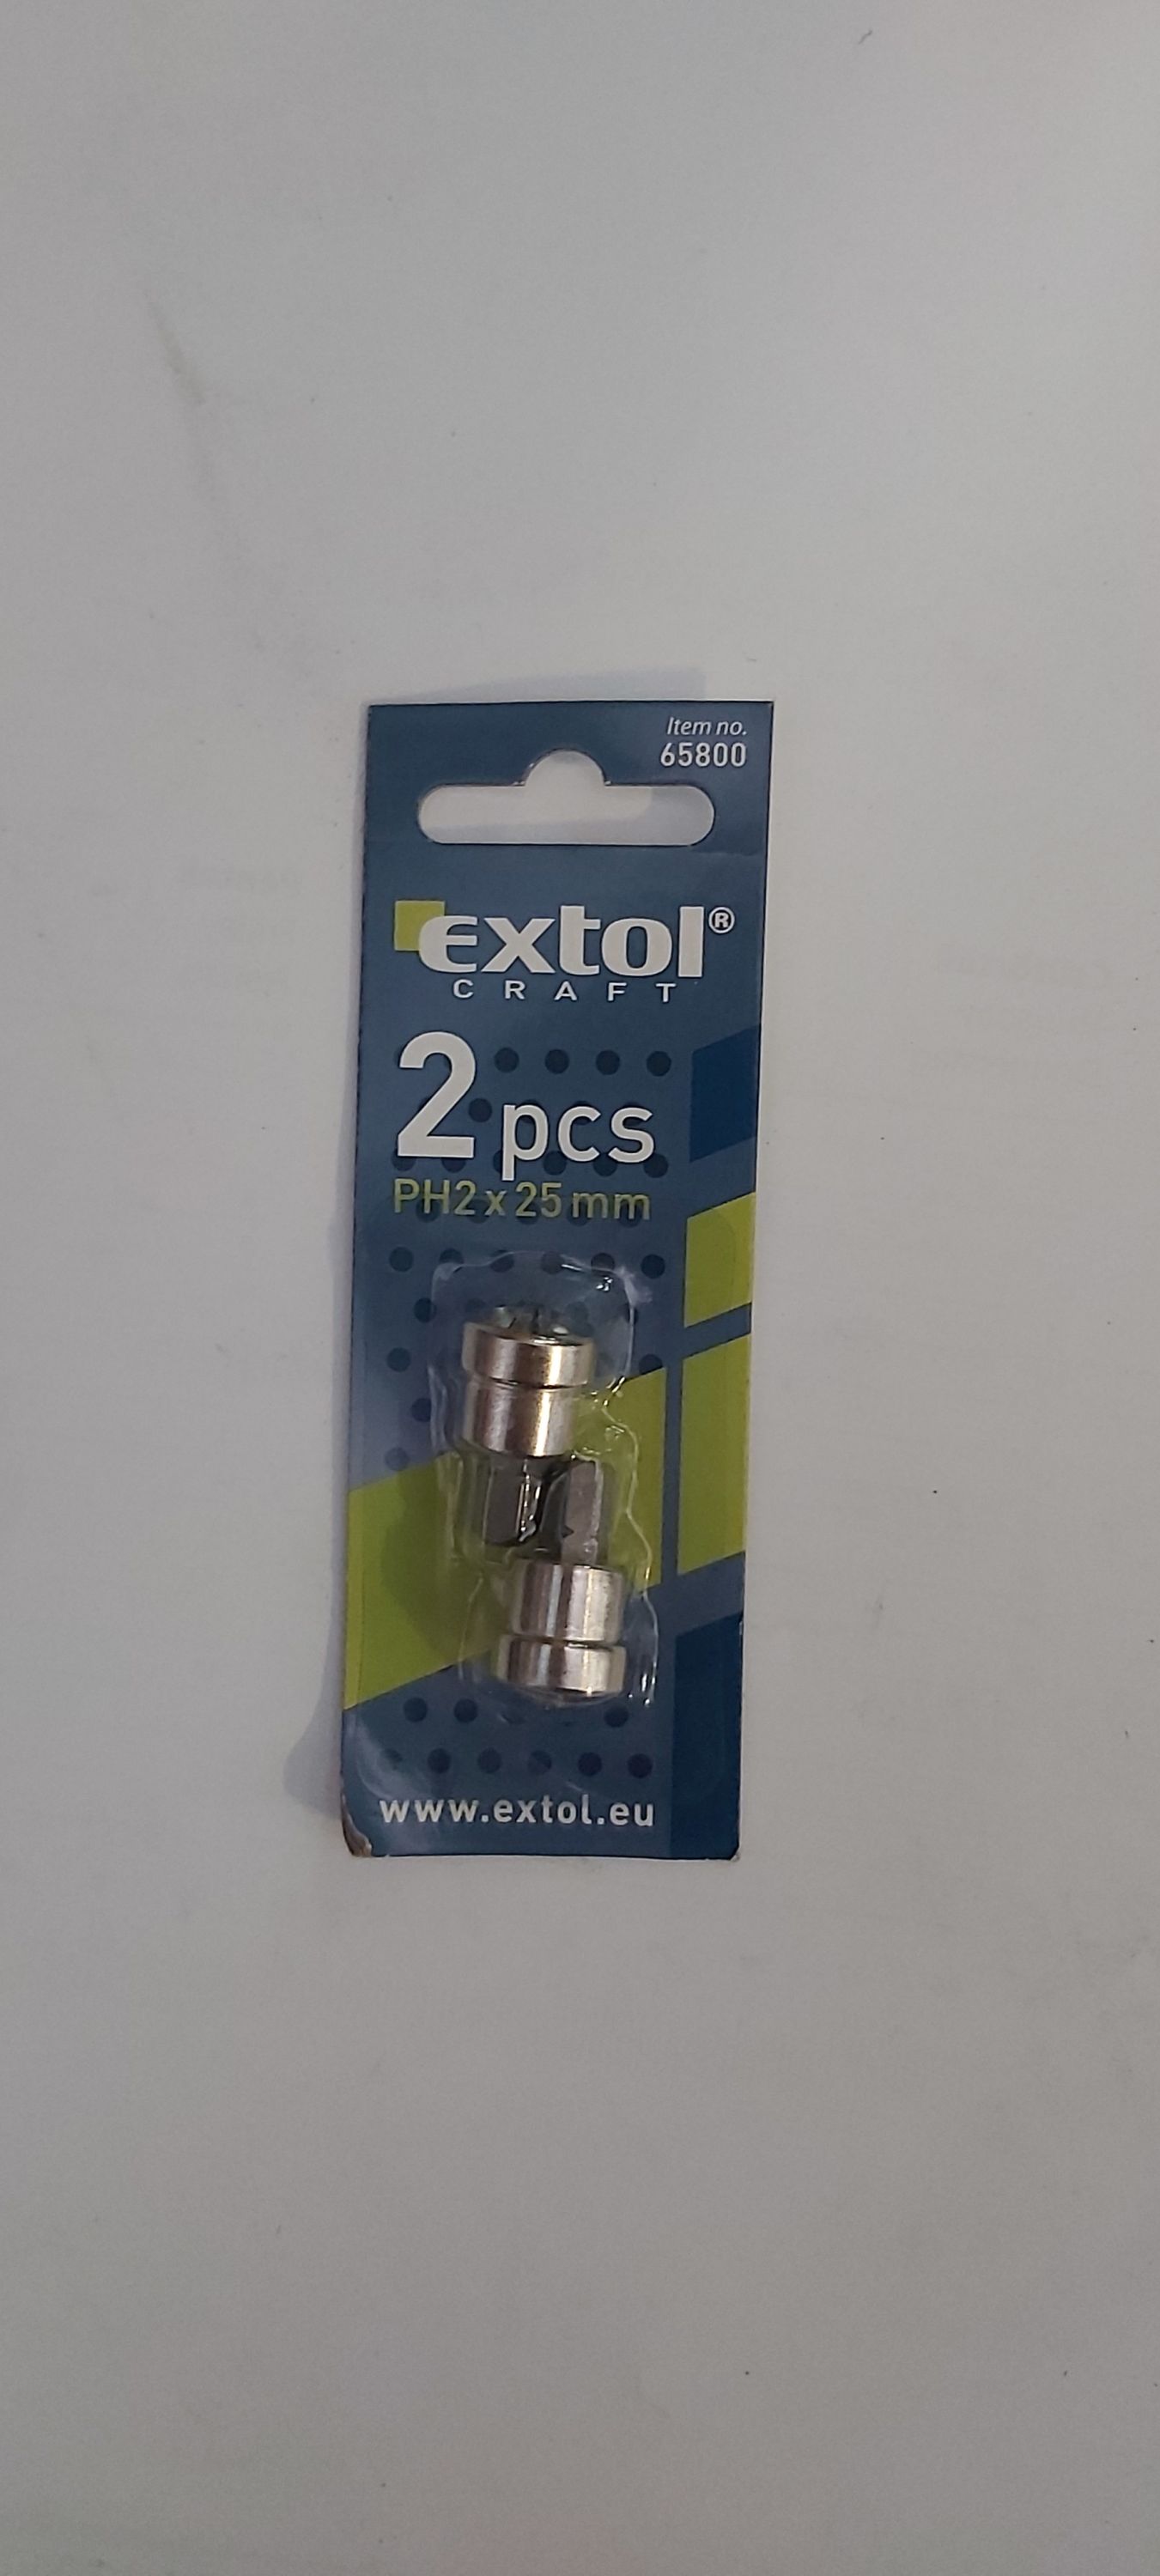 Item no.
65800
extol®
CRAFT
2 pcs
PH2 x 25 mm
www.extol.eu